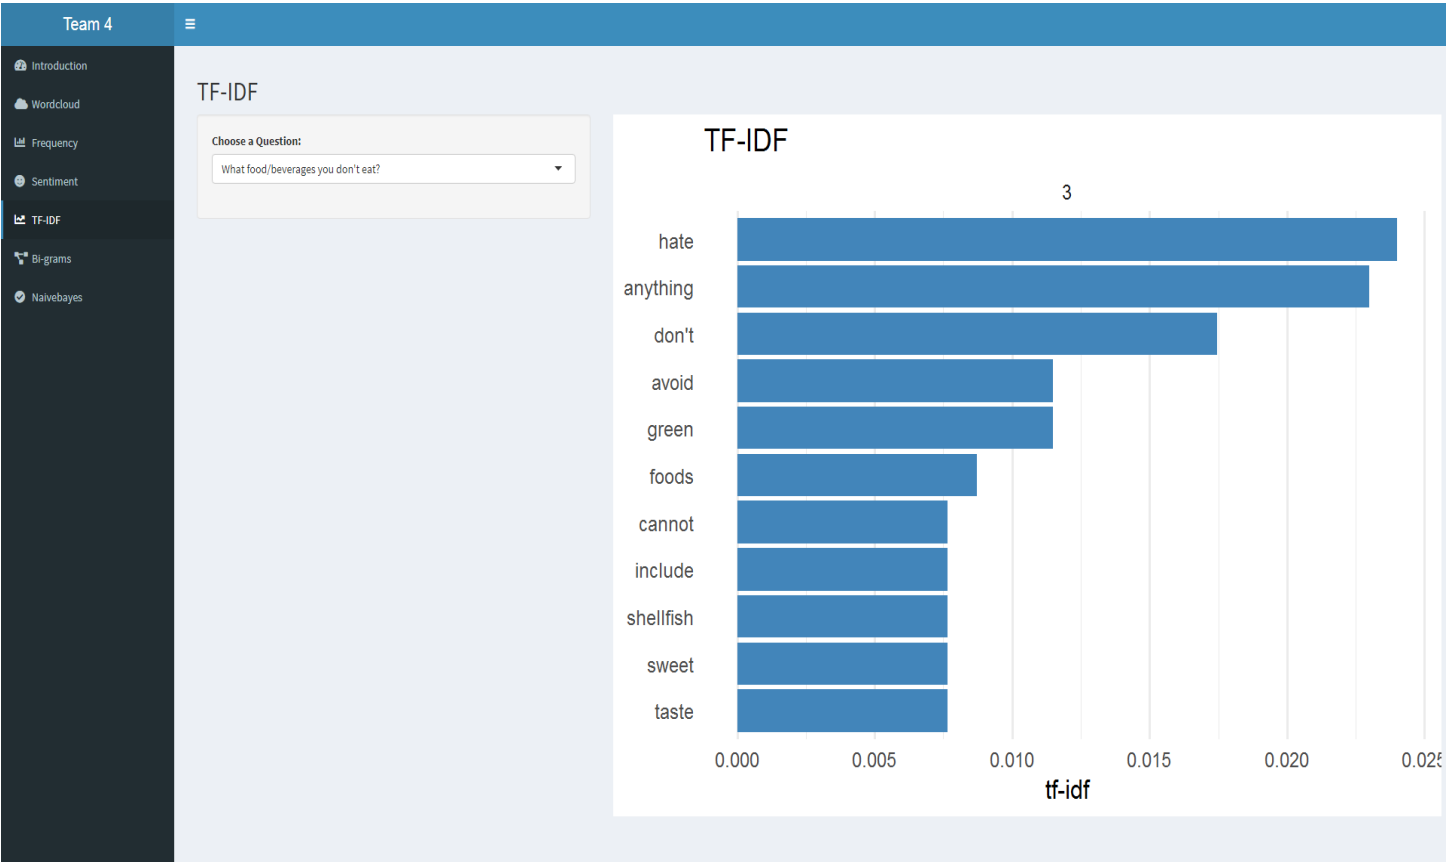 Team 4
Introduction
Wordcloud
Frequency
Sentiment
TF-IDF
Bi-grams
Naivebayes
TF-IDF
Choose a Question:
What food/beverages you don't eat?
TF-IDF
3
hate
anything
don't
avoid
green
foods
cannot
include
shellfish
sweet
taste
0.000 0.005 0.010 0.015 0.020 0.025
tf-idf